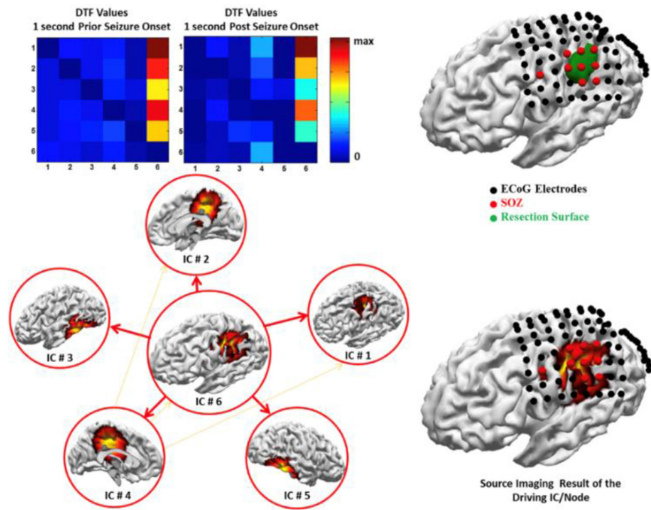 DTF Values
1 second Prior Seizure Onset
DTF Values
1 second Post Seizure Onset
1
2
3
4
5
6
1 2 3 4 5 6
1
2
3
4
5
6
1 2 3 4 5 6
max
0
IC # 2
IC # 3
IC # 1
IC # 6
IC # 4
IC # 5
ECoG Electrodes
SOZ
Resection Surface
Source Imaging Result of the
Driving IC/Node